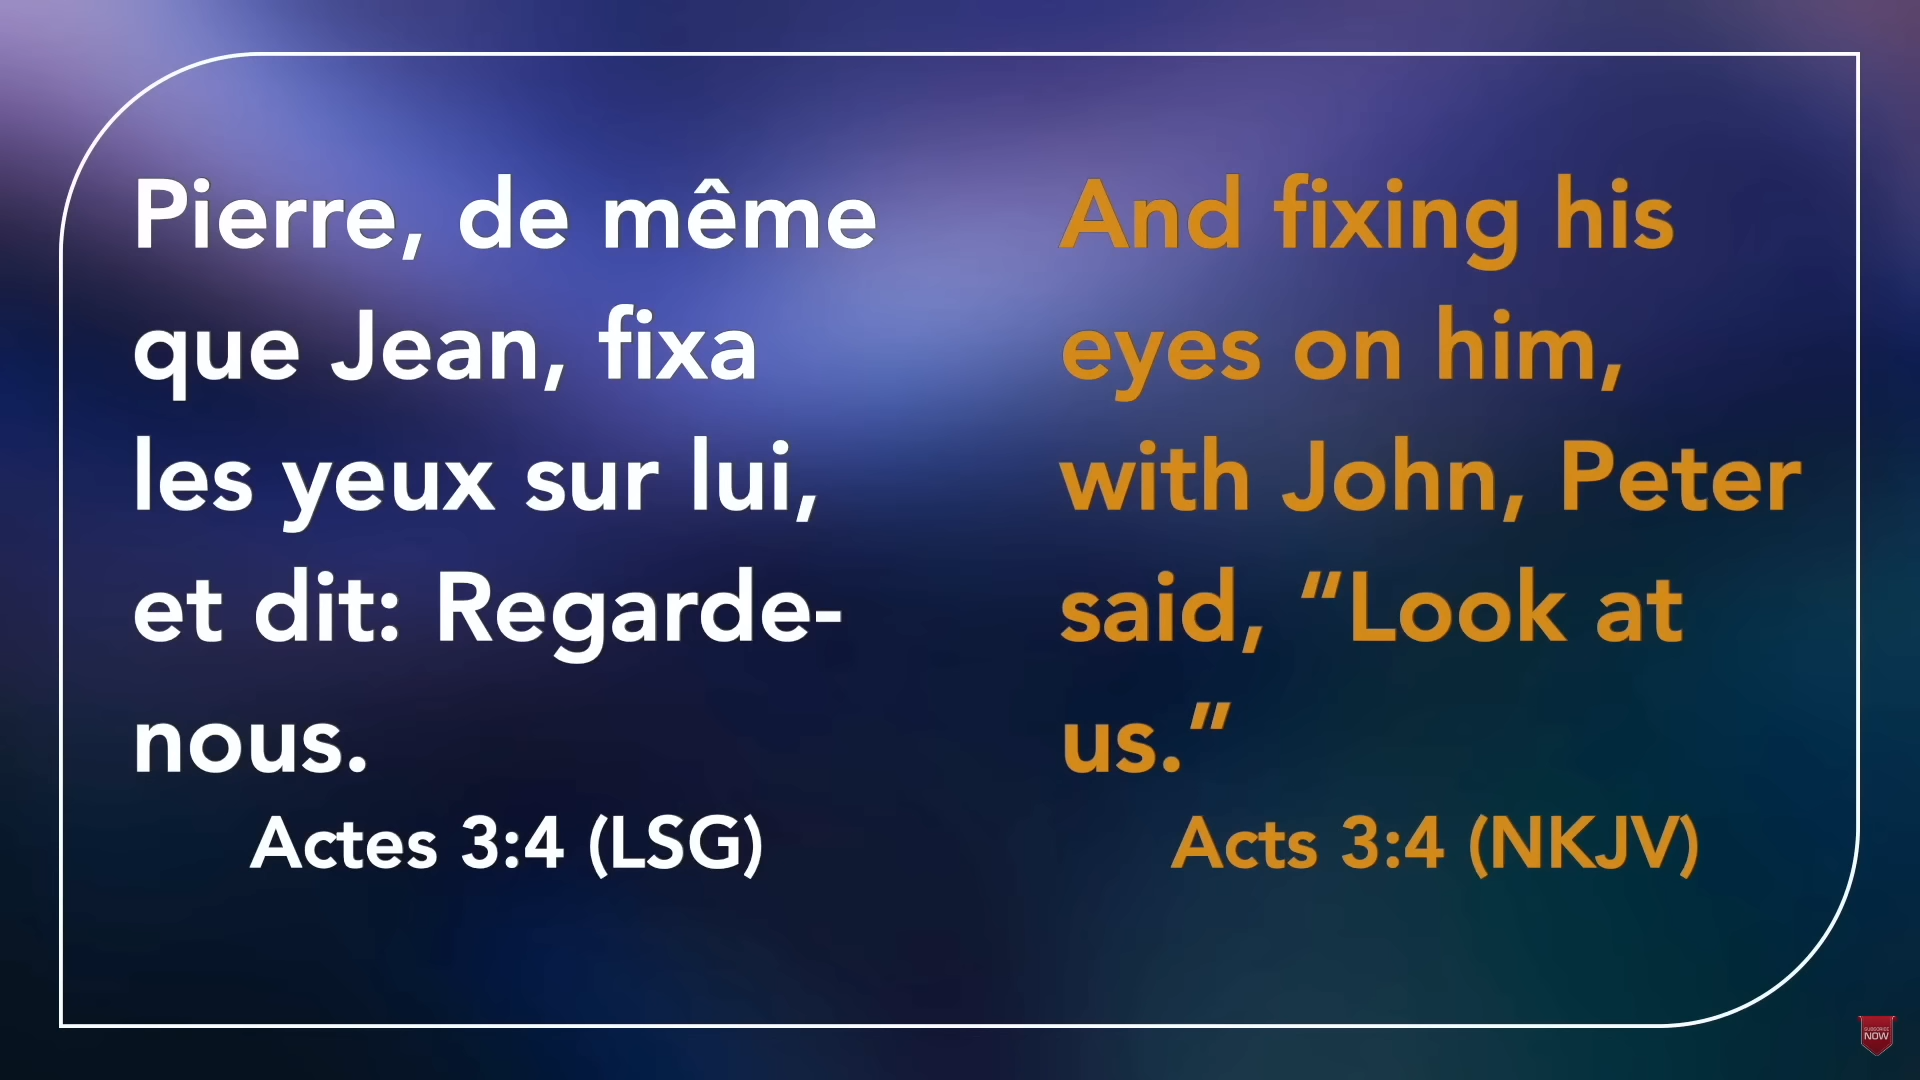 Pierre, de même
que Jean, fixa
les yeux sur lui,
et dit: Regarde-
nous.
Actes 3:4 (LSG)
And fixing his
eyes on him,
with John, Peter
said, “Look at
us.”
Acts 3:4 (NKJV)
SUBSCRIBE
NOW